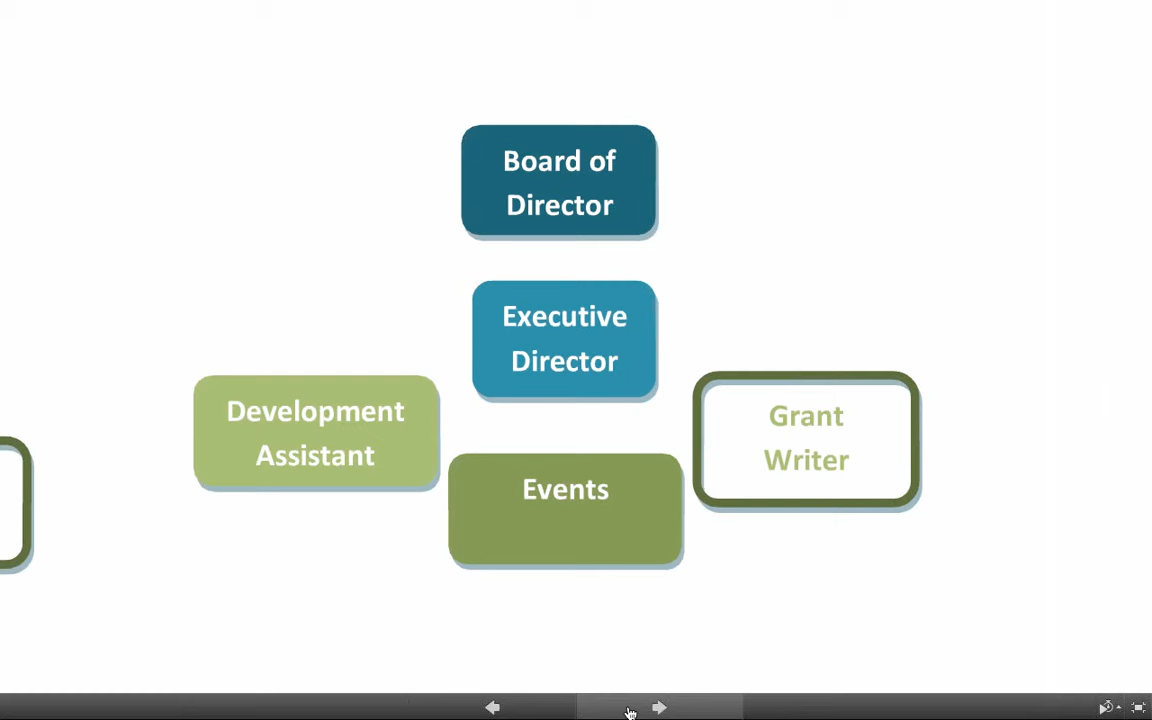 Board of
Director
Executive
Director
Development
Assistant
Events
Grant
Writer